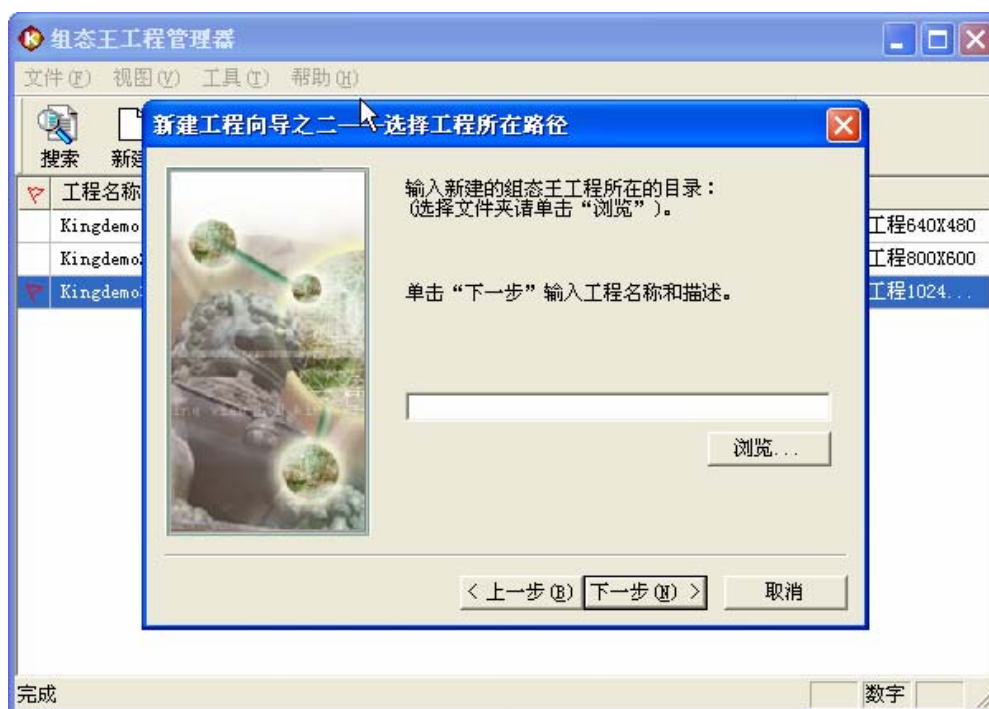 组态王工程管理器
文件(F) 视图(V) 工具(T) 帮助(H)
搜索 新建
新建工程向导之二——选择工程所在路径
工程名称
输入新建的组态王工程所在的目录：
(选择文件夹请单击“浏览”)。
Kingdemo 工程640X480
Kingdemo 工程800X600
Kingdemo 工程1024...
单击“下一步”输入工程名称和描述。
浏览...
< 上一步(B) 下一步(N) > 取消
完成 数字